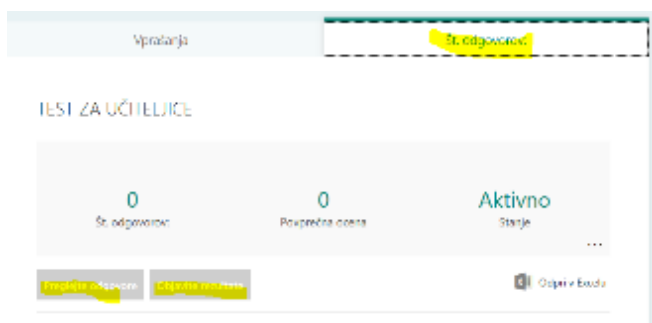 Vprašanja
Št. odgovorov:
TEST ZA UČITELJICE
0
Št. odgovorov:
0
Povprečna ocena
Aktivno
Stanje
...
Preglejte odgovore
Objavite rezultate
Odpri v Excelu